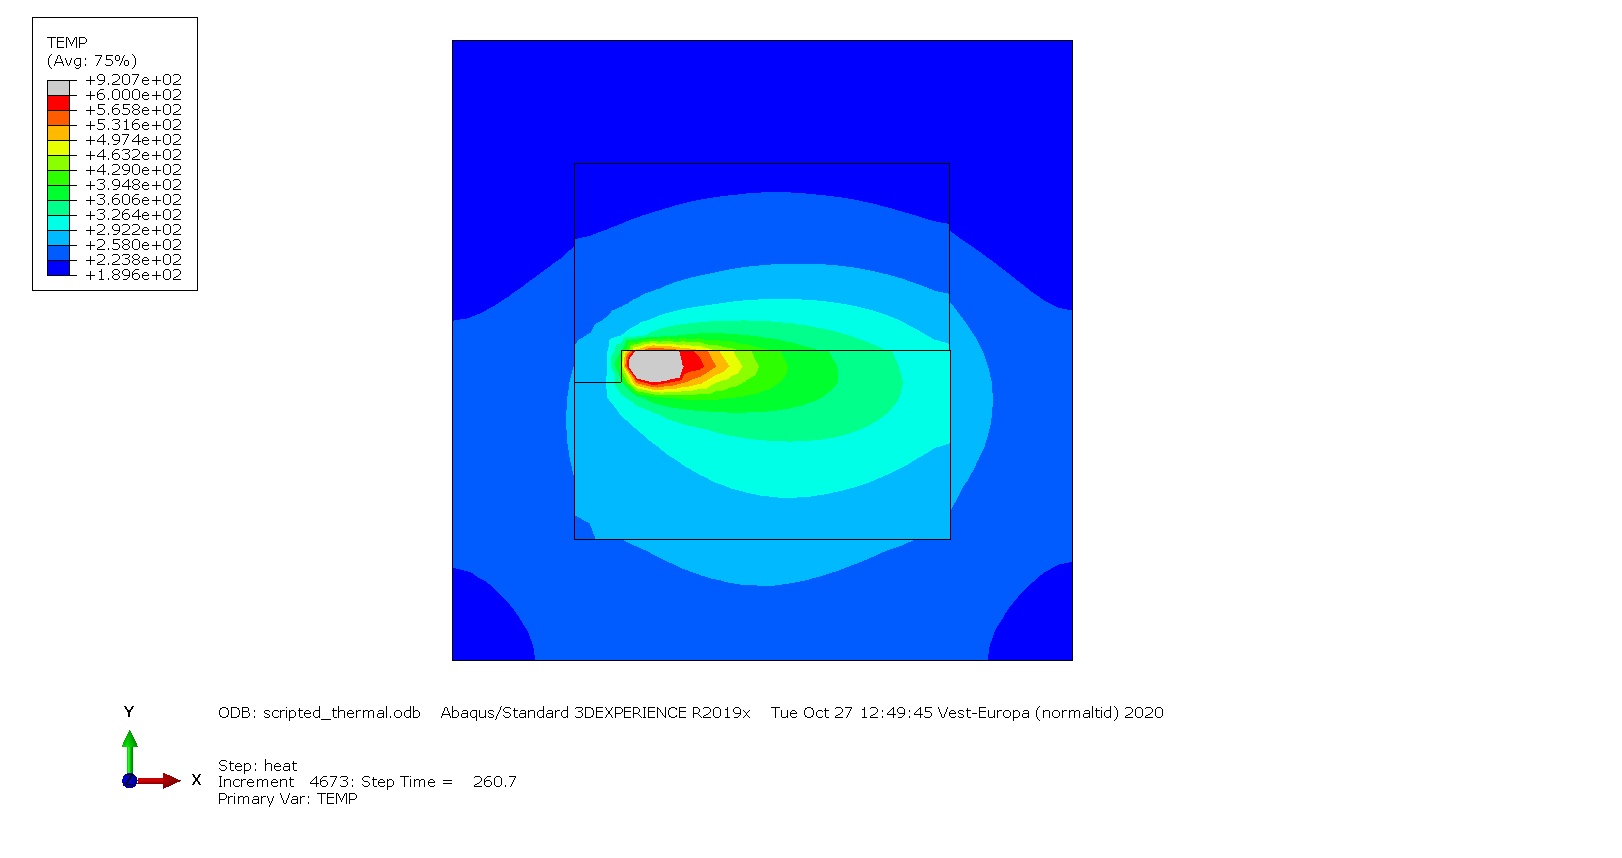 TEMP
(Avg: 75%)
+9.207e+02
+6.000e+02
+5.658e+02
+5.316e+02
+4.974e+02
+4.632e+02
+4.290e+02
+3.948e+02
+3.606e+02
+3.264e+02
+2.922e+02
+2.580e+02
+2.238e+02
+1.896e+02
Y
Z
X
ODB: scripted_thermal.odb Abaqus/Standard 3DEXPERIENCE R2019x Tue Oct 27 12:49:45 Vest-Europa (normaltid) 2020
Step: heat
Increment 4673: Step Time = 260.7
Primary Var: TEMP